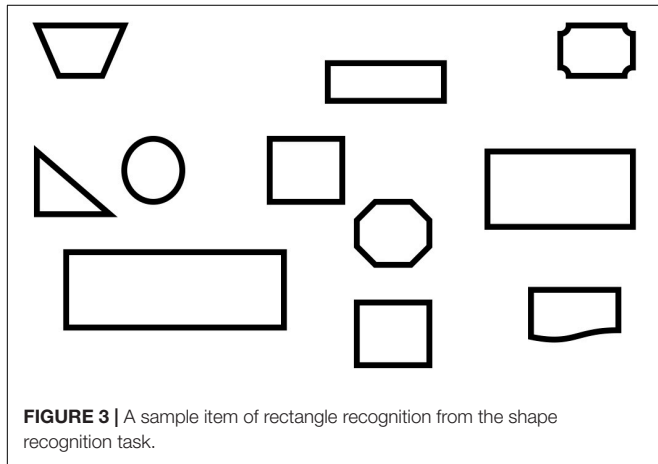 FIGURE 3 | A sample item of rectangle recognition from the shape
recognition task.